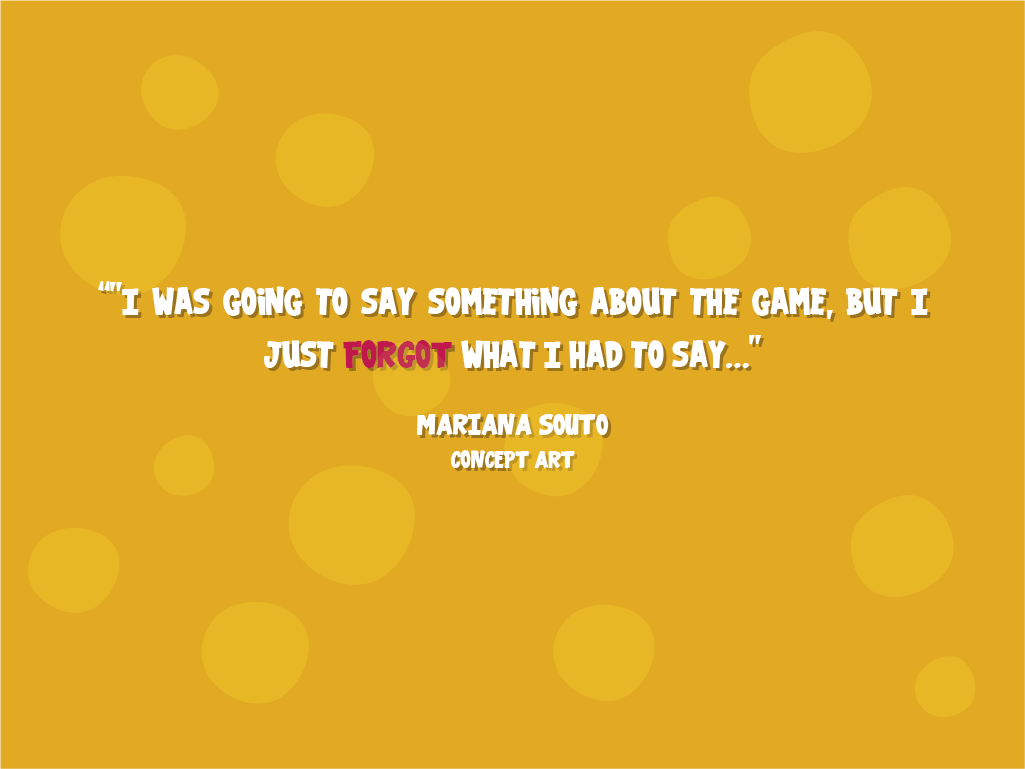 “"I WAS GOING TO SAY SOMETHING ABOUT THE GAME, BUT I
JUST FORGOT WHAT I HAD TO SAY..."
MARIANA SOUTO
CONCEPT ART